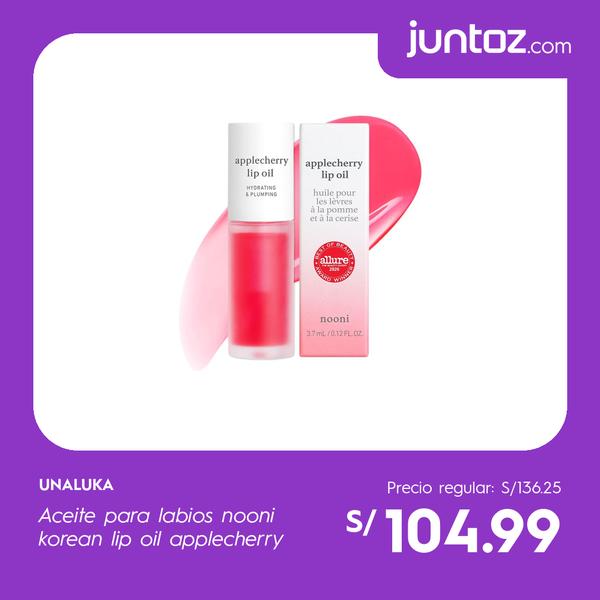 juntoz.com
applecherry
lip oil
HYDRATING
& PLUMPING
applecherry
lip oil
huile pour
les lèvres
à la pomme
et à la cerise
BEST OF BEAUTY
allure
2020
AWARD WINNER
nooni
3.7 mL / 0.12 FL.OZ.
UNALUKA
Aceite para labios nooni
korean lip oil applecherry
Precio regular: S/136.25
S/ 104.99